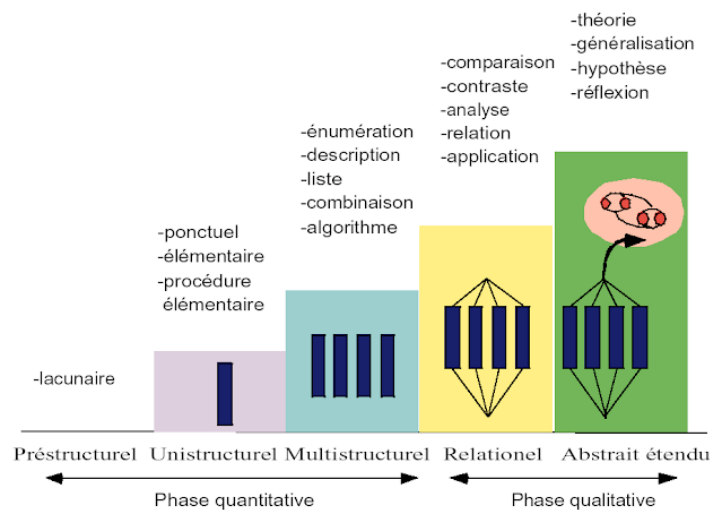 -théorie
-généralisation
-hypothèse
-réflexion
-comparaison
-contraste
-analyse
-relation
-application
-énumération
-description
-liste
-combinaison
-algorithme
-ponctuel
-élémentaire
-procédure
élémentaire
-lacunaire
Préstructurel Unistructurel Multistructurel Relationel Abstrait étendu
Phase quantitative Phase qualitative